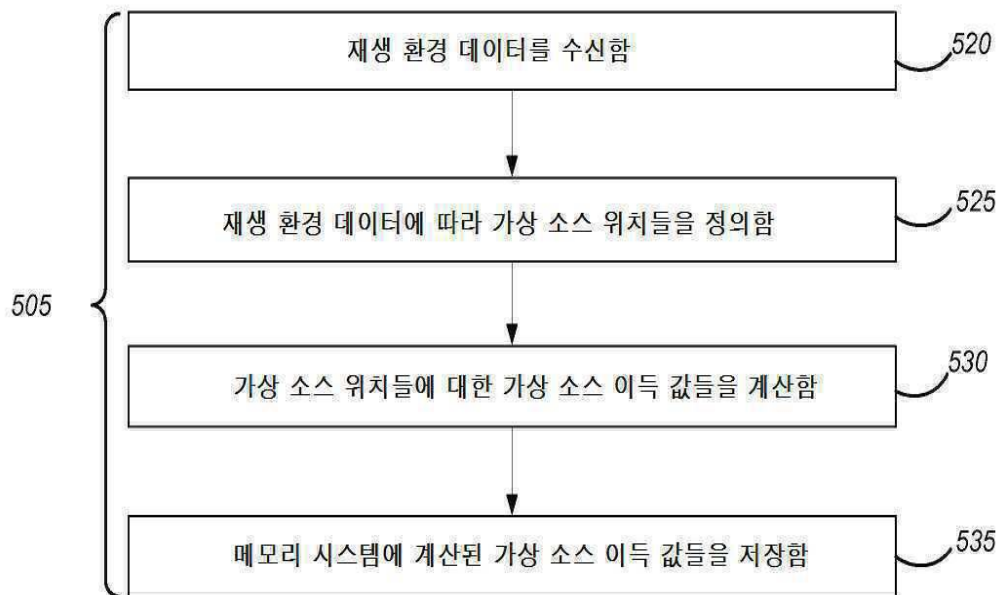 재생 환경 데이터를 수신함
520
재생 환경 데이터에 따라 가상 소스 위치들을 정의함
525
505
가상 소스 위치들에 대한 가상 소스 이득 값들을 계산함
530
메모리 시스템에 계산된 가상 소스 이득 값들을 저장함
535